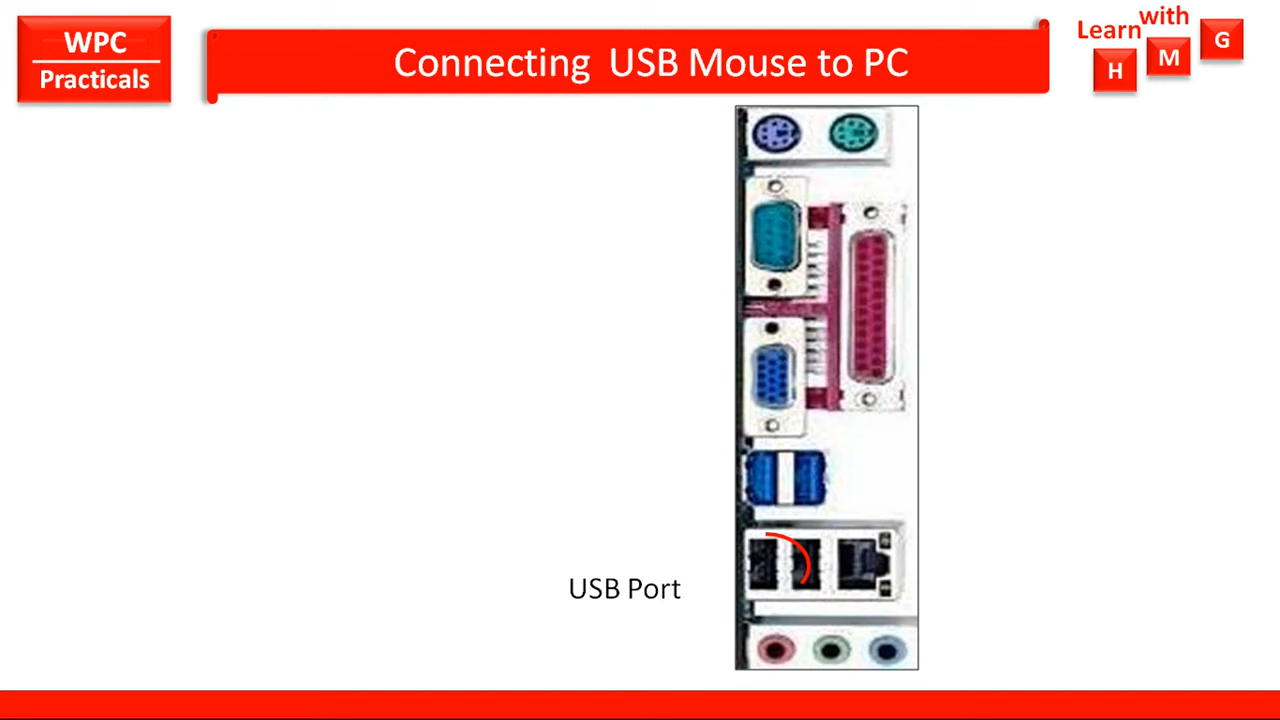 WPC
Practicals
Connecting USB Mouse to PC
Learn with
H M G
USB Port